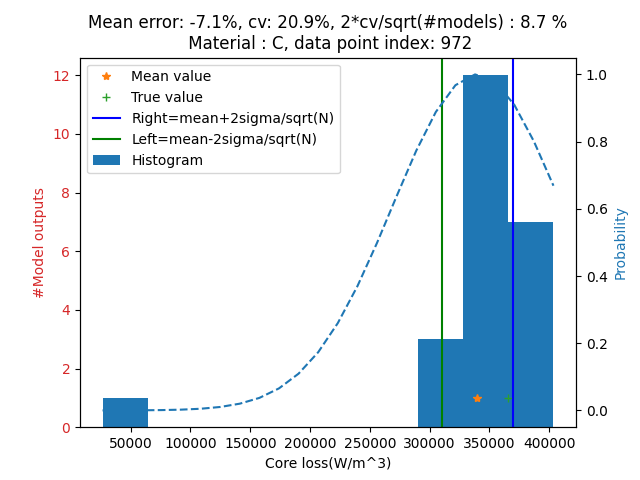 Mean error: -7.1%, cv: 20.9%, 2*cv/sqrt(#models) : 8.7 %
Material : C, data point index: 972
Mean value
True value
Right=mean+2sigma/sqrt(N)
Left=mean-2sigma/sqrt(N)
Histogram
#Model outputs
12
10
8
6
4
2
0
1.0
0.8
0.6
0.4
0.2
0.0
Probability
50000 100000 150000 200000 250000 300000 350000 400000
Core loss(W/m^3)